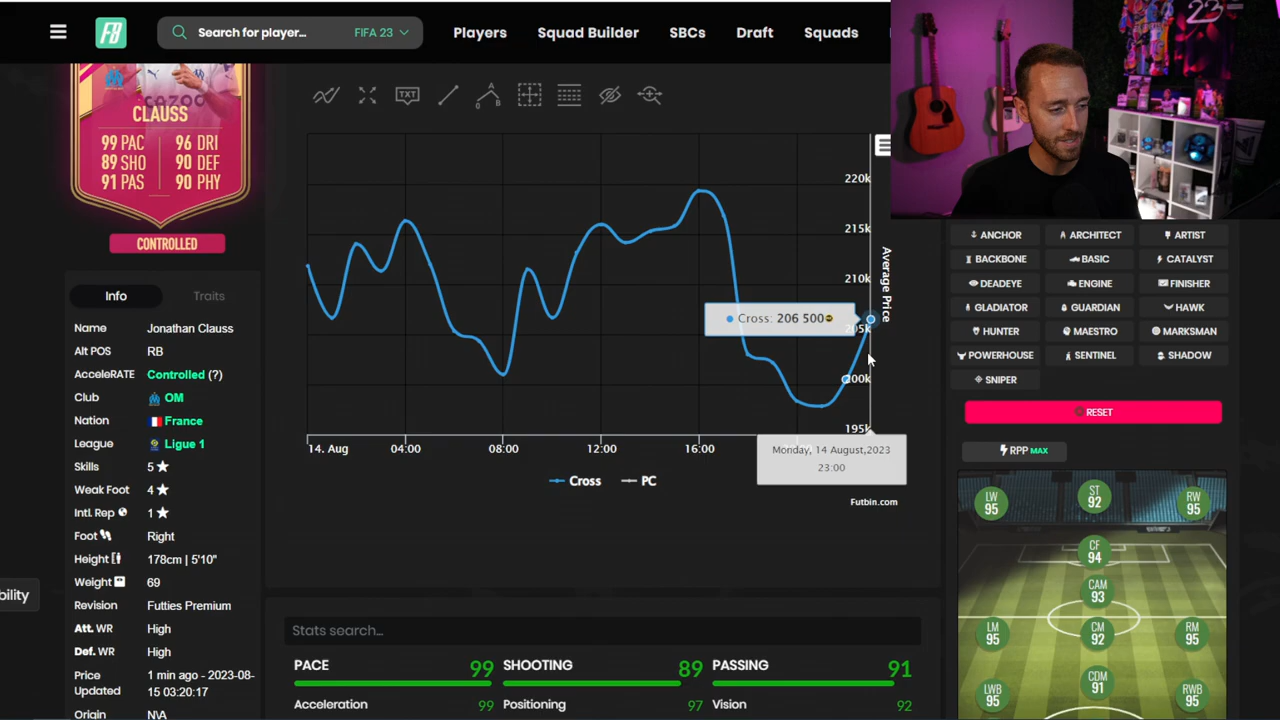 FB
Search for player...
FIFA 23
Players
Squad Builder
SBCs
Draft
Squads
23
cazoo
CLAUSS
99 PAC 96 DRI
89 SHO 90 DEF
91 PAS 90 PHY
CONTROLLED
Info
Traits
Name Jonathan Clauss
Alt POS RB
AcceleRATE Controlled (?)
Club OM
Nation France
League Ligue 1
Skills 5
Weak Foot 4
Intl. Rep 1
Foot Right
Height 178cm | 5'10"
Weight 69
Revision Futties Premium
Att. WR High
Def. WR High
Price Updated 1 min ago - 2023-08-15 03:20:17
Origin N\A
bility
TXT
A
0 B
220k
215k
210k
205k
200k
195k
Average Price
Cross: 206 500
14. Aug
04:00
08:00
12:00
16:00
20:00
Monday, 14 August,2023
23:00
Cross
PC
Futbin.com
Stats search...
PACE 99
SHOOTING 89
PASSING 91
Acceleration 99
Positioning 97
Vision 92
ANCHOR
ARCHITECT
ARTIST
BACKBONE
BASIC
CATALYST
DEADEYE
ENGINE
FINISHER
GLADIATOR
GUARDIAN
HAWK
HUNTER
MAESTRO
MARKSMAN
POWERHOUSE
SENTINEL
SHADOW
SNIPER
RESET
RPP MAX
LW 95
ST 92
RW 95
CF 94
CAM 93
LM 95
CM 92
RM 95
CDM 91
LWB 95
RWB 95